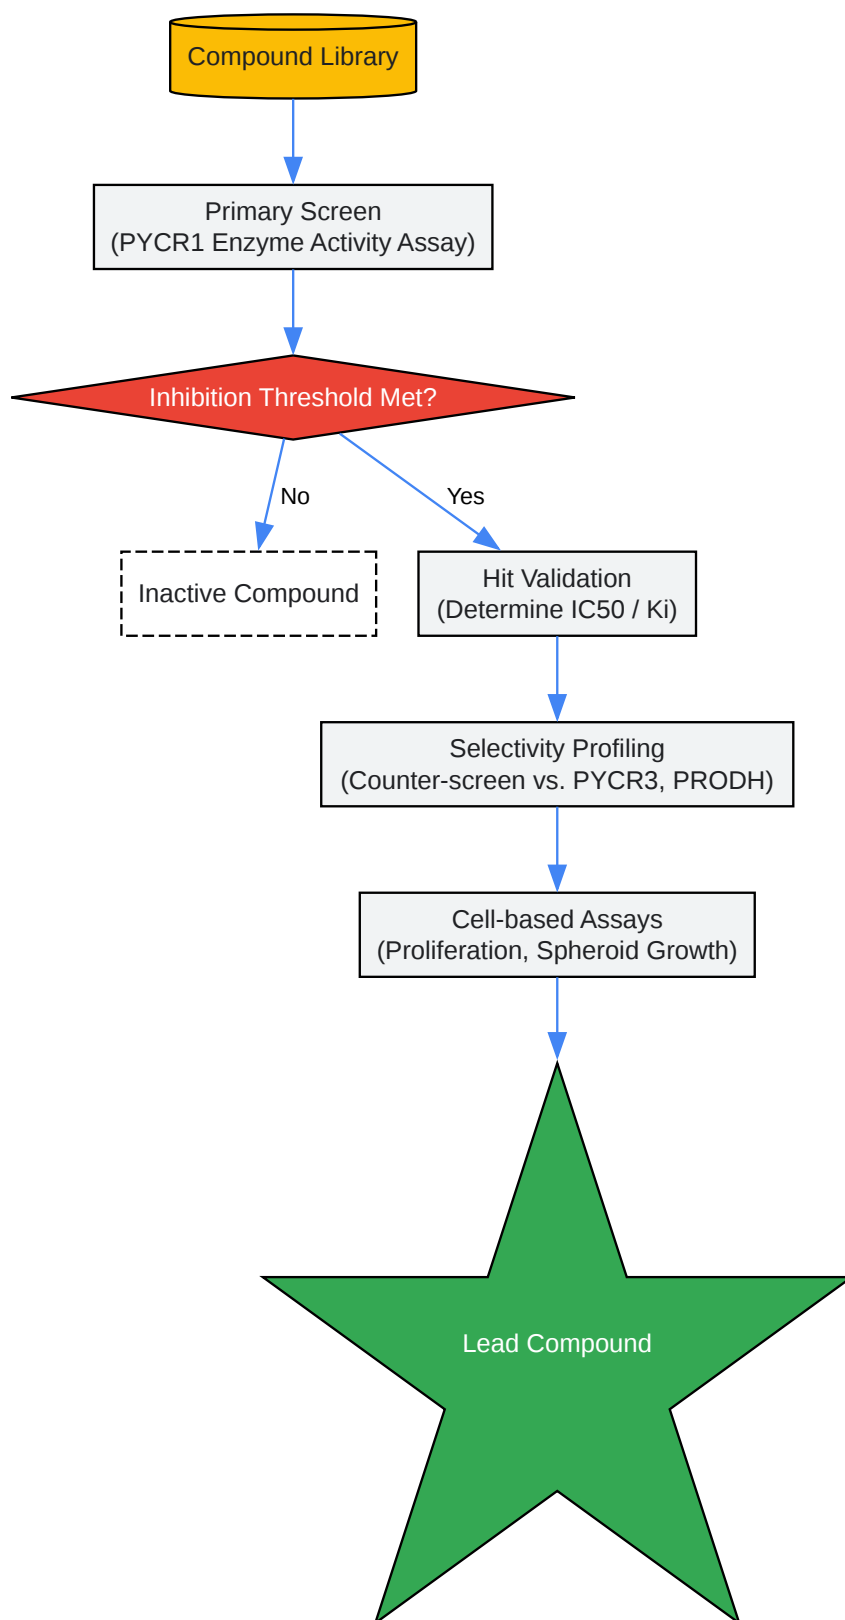 Compound Library
Primary Screen
(PYCR1 Enzyme Activity Assay)
Inhibition Threshold Met?
No
Yes
Inactive Compound
Hit Validation
(Determine IC50 / Ki)
Selectivity Profiling
(Counter-screen vs. PYCR3, PRODH)
Cell-based Assays
(Proliferation, Spheroid Growth)
Lead Compound